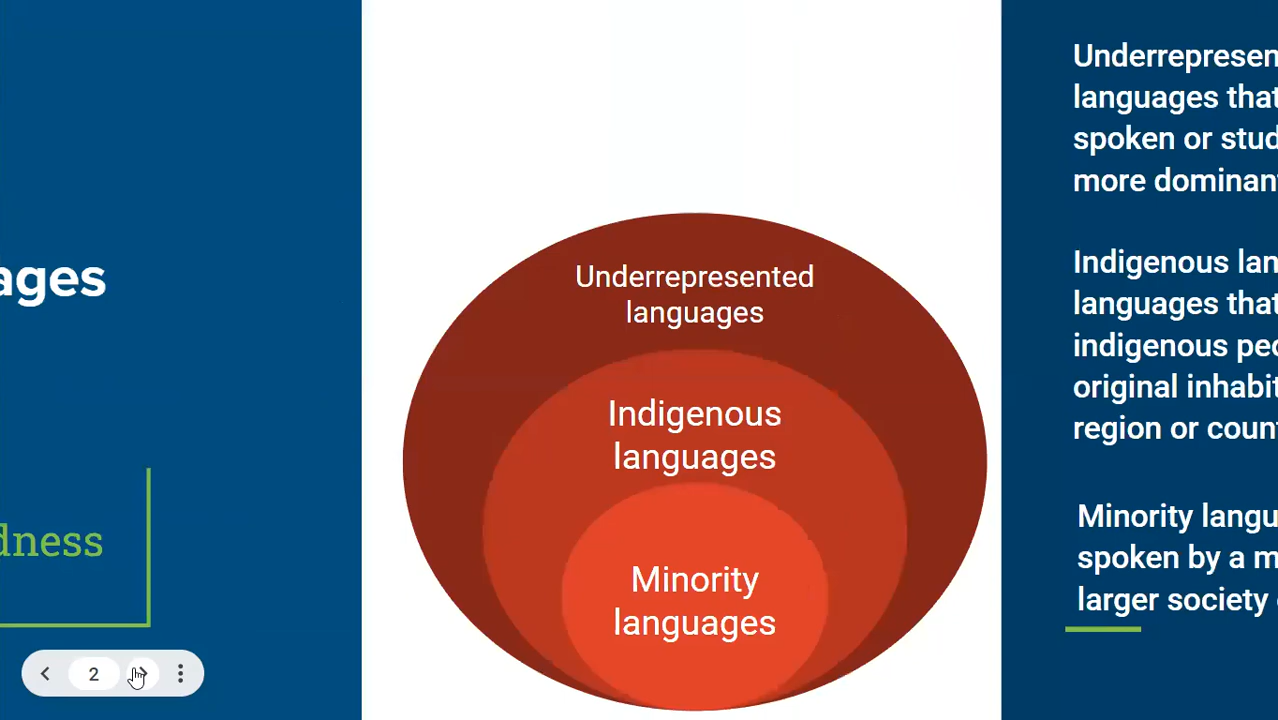 ages
dness
2
Underrepresented
languages
Indigenous
languages
Minority
languages
Underrepresen
languages that
spoken or stud
more dominant
Indigenous lan
languages that
indigenous peo
original inhabit
region or coun
Minority langu
spoken by a m
larger society